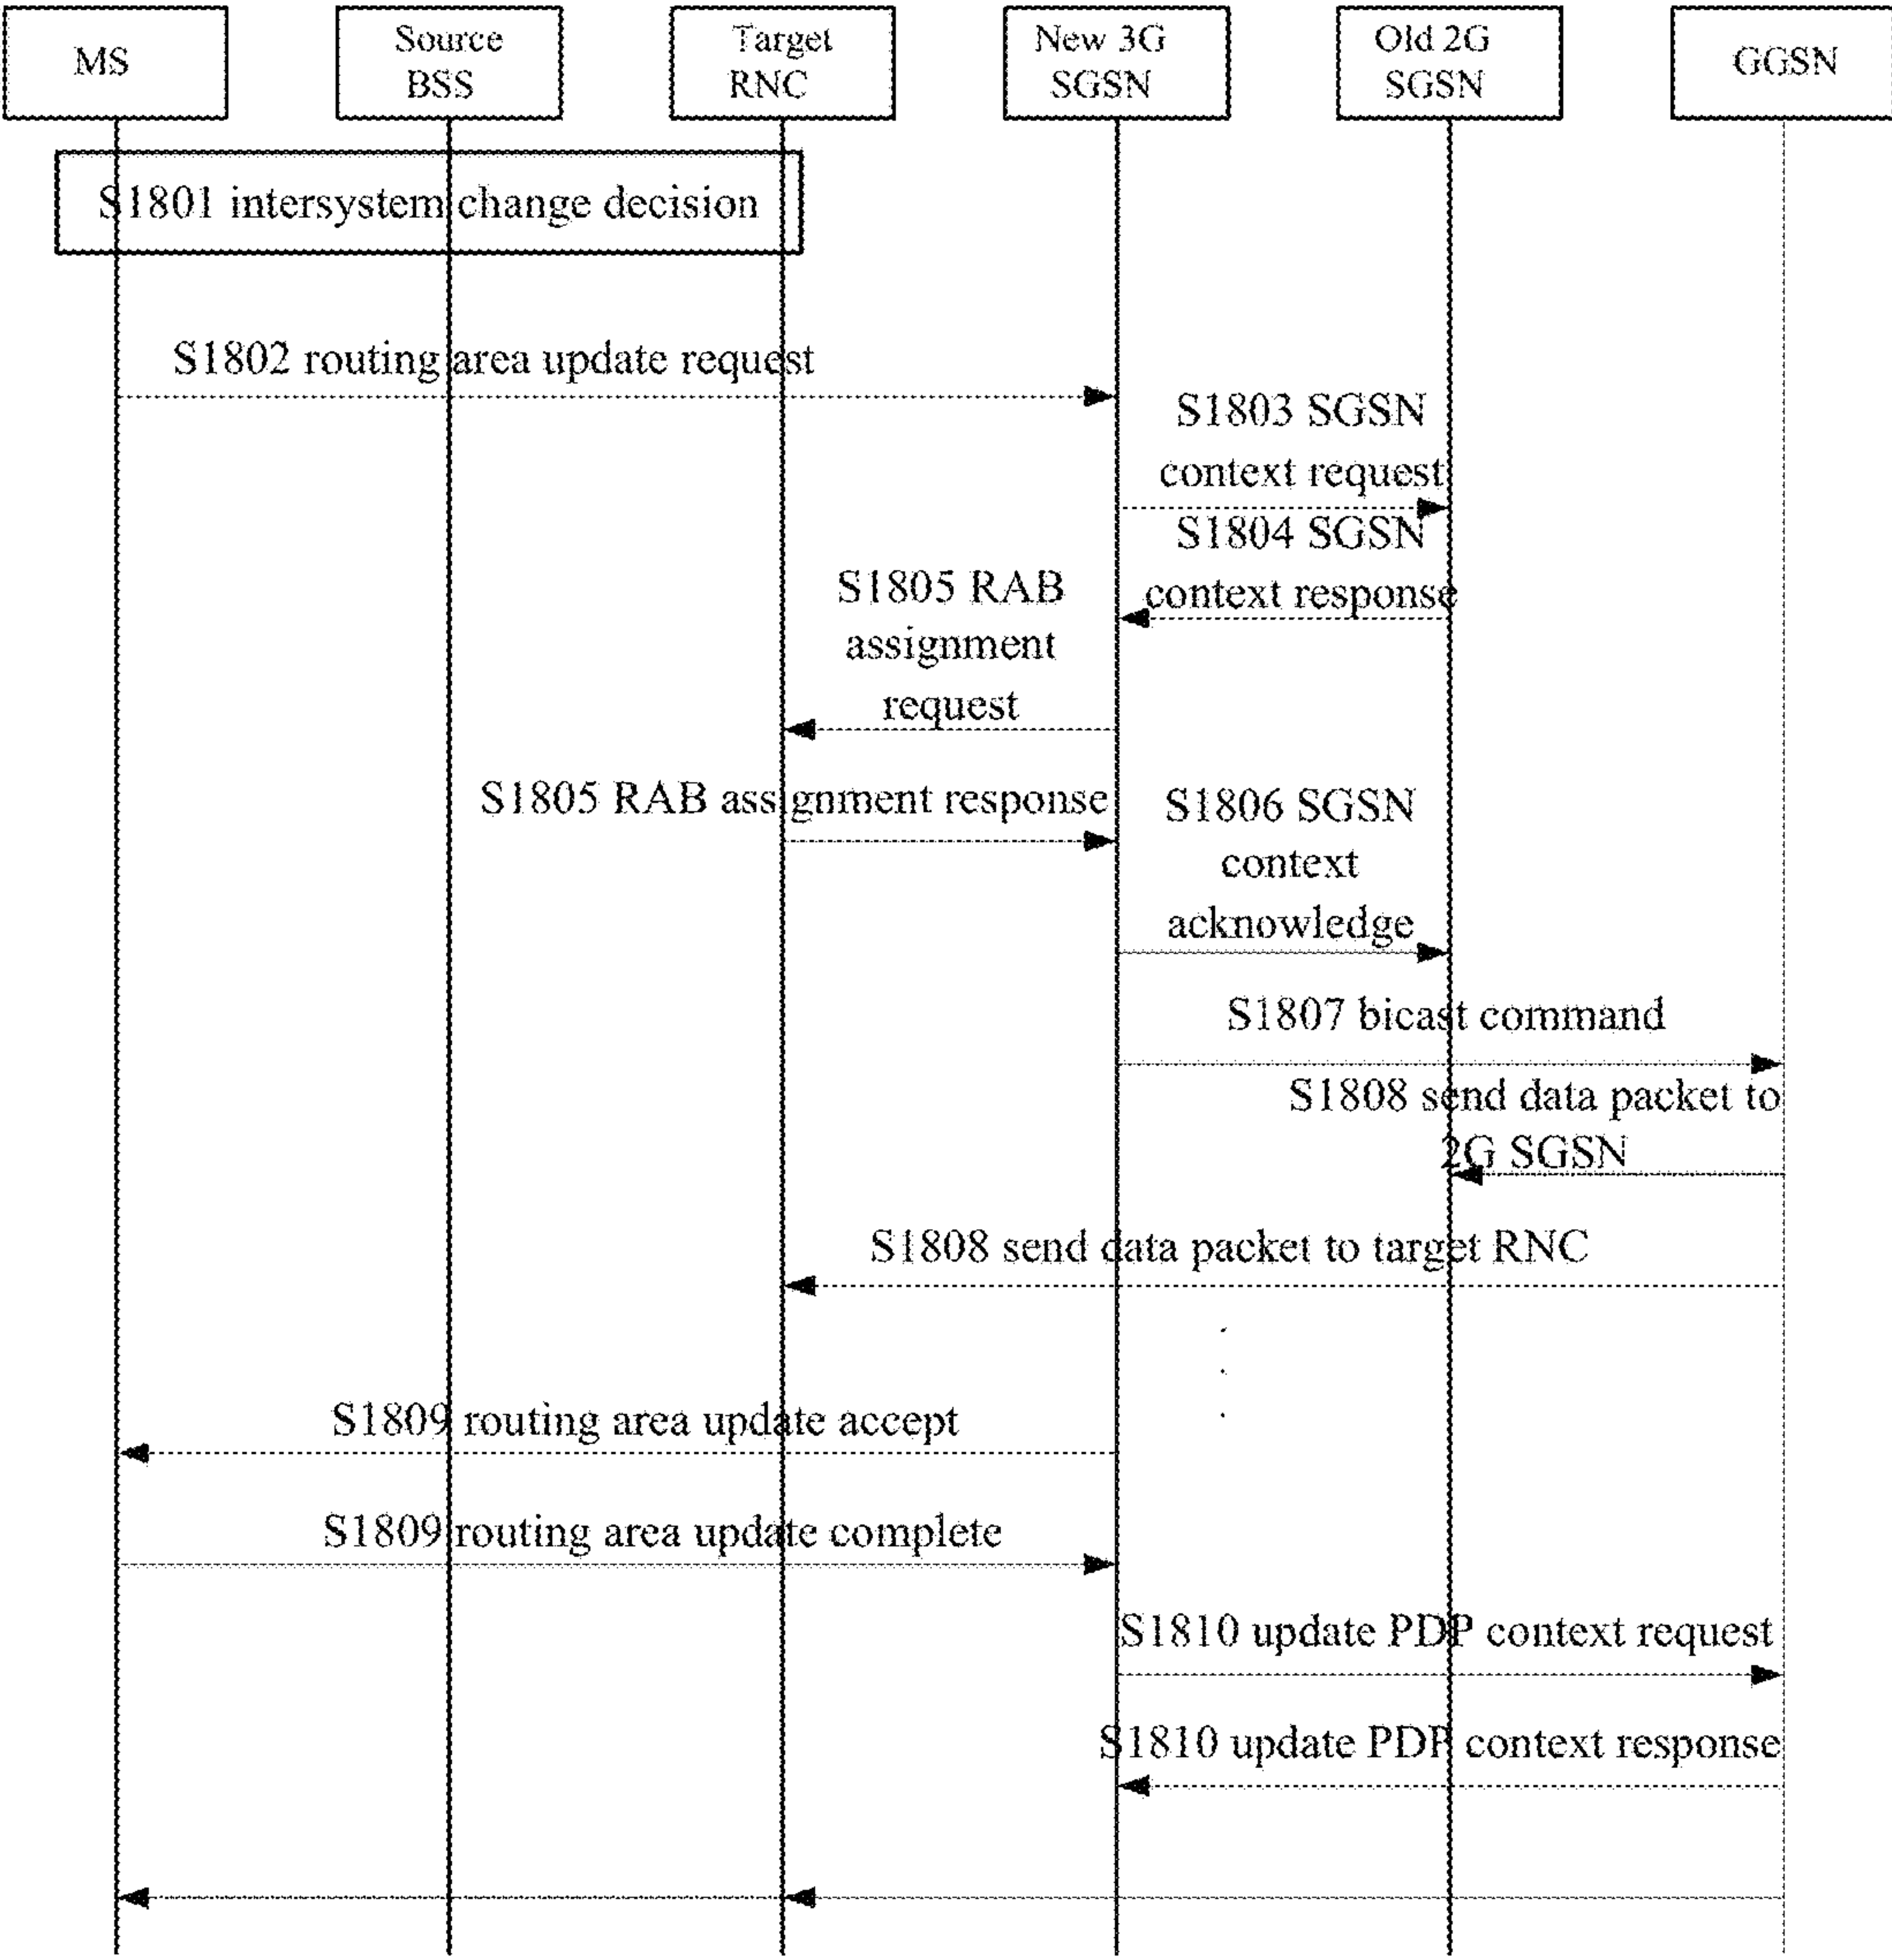 MS
Source
BSS
Target
RNC
New 3G
SGSN
Old 2G
SGSN
GGSN
S1801 intersystem change decision
S1802 routing area update request
S1803 SGSN
context request
S1804 SGSN
context response
S1805 RAB
assignment
request
S1805 RAB assignment response
S1806 SGSN
context
acknowledge
S1807 bicast command
S1808 send data packet to
2G SGSN
S1808 send data packet to target RNC
S1809 routing area update accept
S1809 routing area update complete
S1810 update PDP context request
S1810 update PDP context response